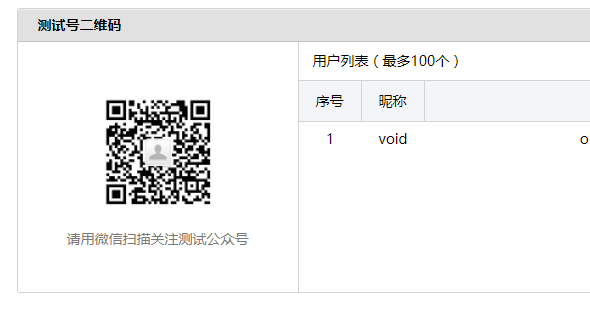 测试号二维码
用户列表（最多100个）
序号 昵称
1 void o
请用微信扫描关注测试公众号